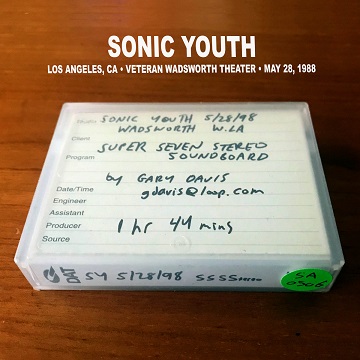 SONIC YOUTH
LOS ANGELES, CA • VETERAN WADSWORTH THEATER • MAY 28, 1988
Studio SONIC YOUTH 5/28/98
Client WADSWORTH W.LA
SUPER SEVEN STEREO
Program SOUNDBOARD
by GARY DAVIS
Date/Time gdavis@loop.com
Engineer
Assistant
Producer 1 hr 44 mins
Source
DAT SY 5/28/98
SA
0506